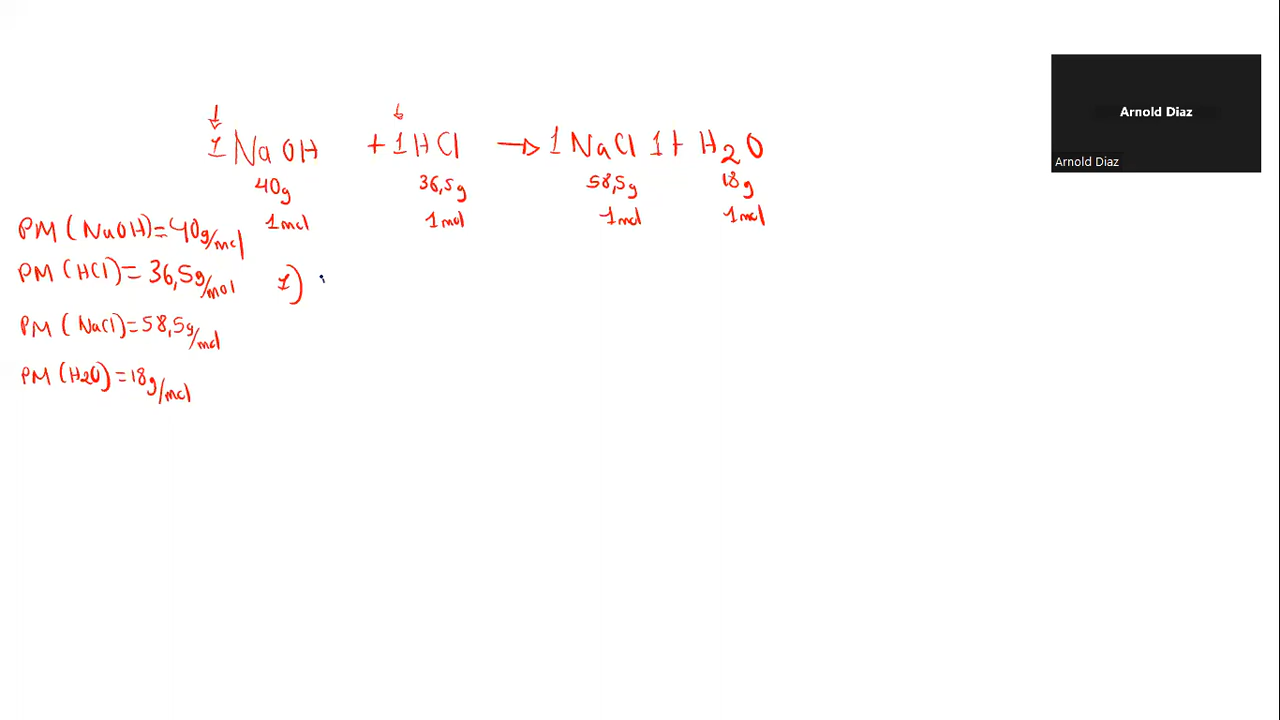 1 NaOH + 1 HCl → 1 NaCl 1+ H2O
40g 36,5g 58,5g 18g
1mol 1mol 1mol 1mol
PM(NaOH)=40g/mol
PM(HCl)=36,5g/mol
1)
PM(NaCl)=58,5g/mol
PM(H2O)=18g/mol
Arnold Diaz
Arnold Diaz